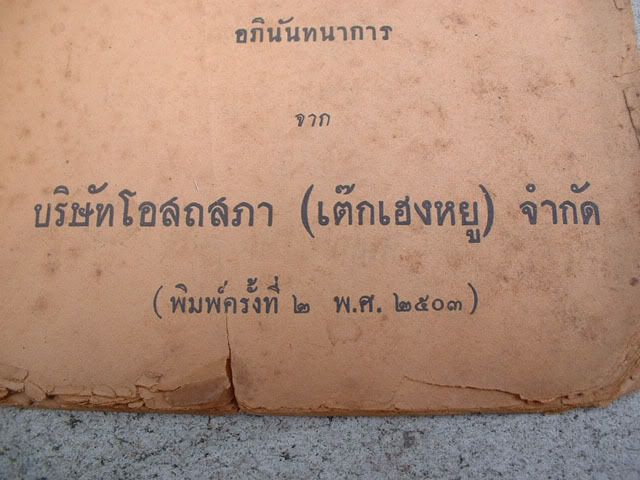 อภินันทนาการ
จาก
บริษัทโอสถสภา (เต๊กเฮงหยู) จำกัด
(พิมพ์ครั้งที่ ๒ พ.ศ. ๒๕๐๓)